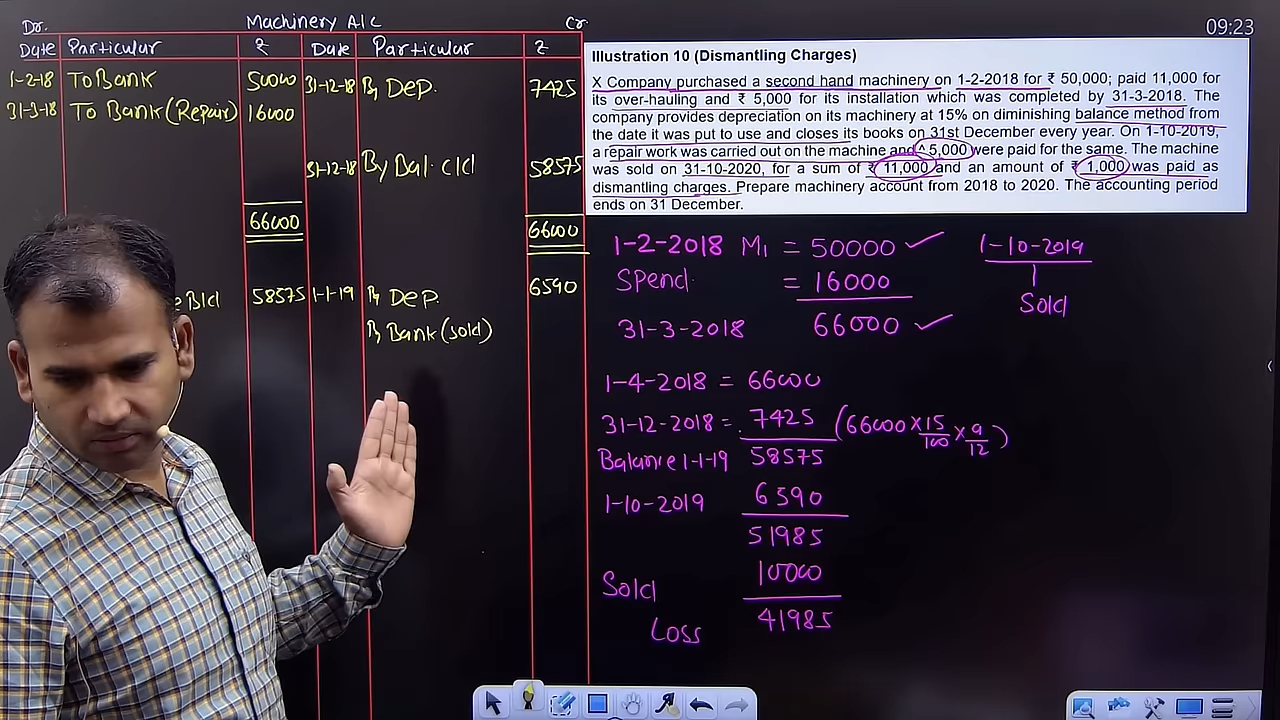 09:23
Machinery A/C
Dr. Cr.
Date Particular ₹ Date Particular ₹
1-2-18 To Bank 50000 31-12-18 By Dep. 7425
31-3-18 To Bank (Repair) 16000
31-12-18 By Bal. c/d 58575
66000 66000
e B/d 58575 1-1-19 By Dep. 6590
By Bank (sold)
Illustration 10 (Dismantling Charges)
X Company purchased a second hand machinery on 1-2-2018 for ₹ 50,000; paid 11,000 for
its over-hauling and ₹ 5,000 for its installation which was completed by 31-3-2018. The
company provides depreciation on its machinery at 15% on diminishing balance method from
the date it was put to use and closes its books on 31st December every year. On 1-10-2019,
a repair work was carried out on the machine and ^ 5,000 were paid for the same. The machine
was sold on 31-10-2020, for a sum of ₹ 11,000 and an amount of ₹ 1,000 was paid as
dismantling charges. Prepare machinery account from 2018 to 2020. The accounting period
ends on 31 December.
1-2-2018 M1 = 50000 ✓
Spend = 16000
31-3-2018 66000 ✓
1-10-2019
Sold
1-4-2018 = 66000
31-12-2018 = 7425 (66000 × 15/100 × 9/12)
Balance 1-1-19 58575
1-10-2019 6590
51985
Sold 10000
Loss 41985